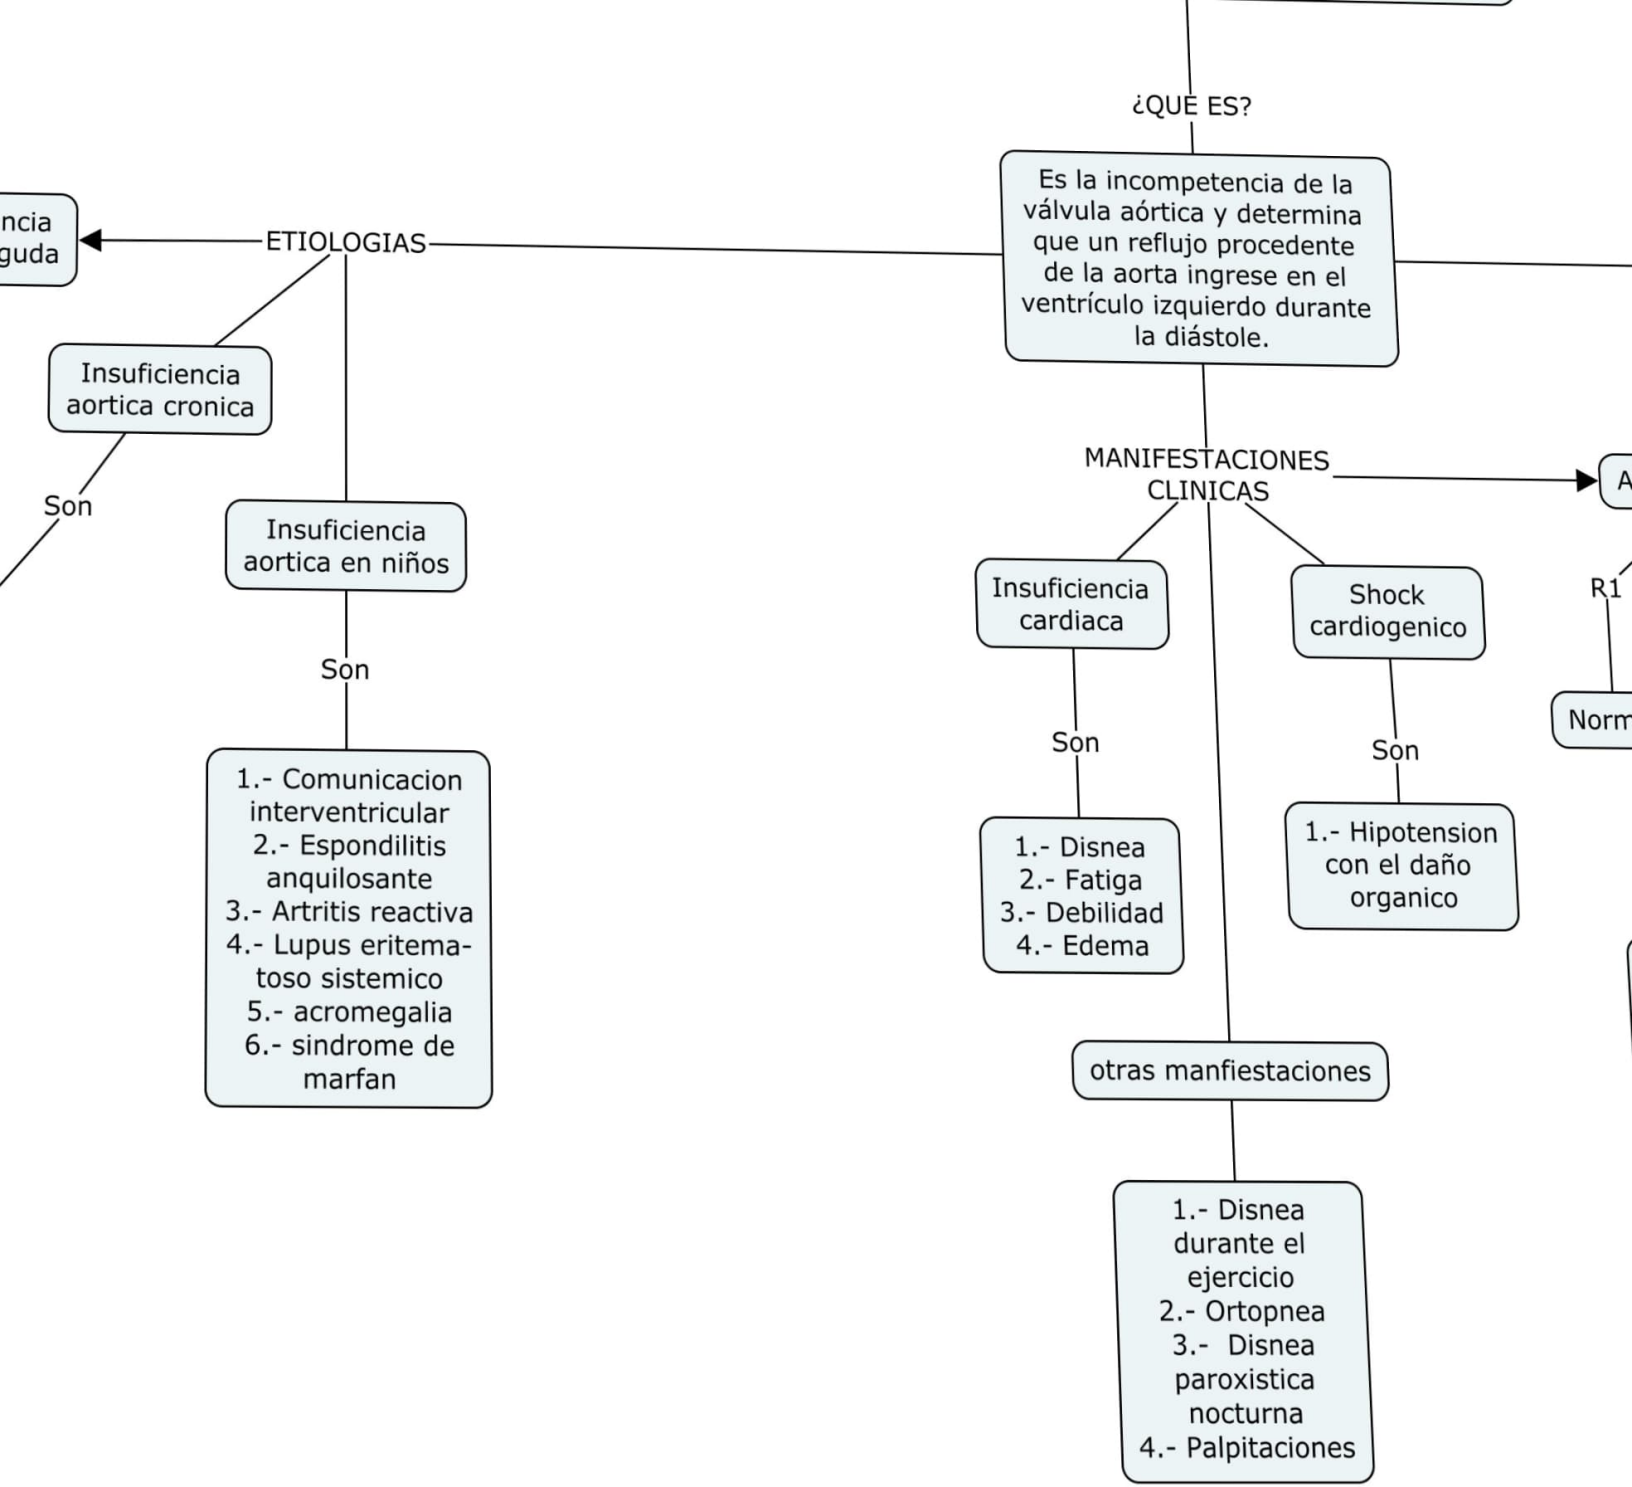 ¿QUE ES?
Es la incompetencia de la
válvula aórtica y determina
que un reflujo procedente
de la aorta ingrese en el
ventrículo izquierdo durante
la diástole.
ETIOLOGIAS
ncia
guda
Insuficiencia
aortica cronica
Son
Insuficiencia
aortica en niños
Son
1.- Comunicacion
interventricular
2.- Espondilitis
anquilosante
3.- Artritis reactiva
4.- Lupus eritema-
toso sistemico
5.- acromegalia
6.- sindrome de
marfan
MANIFESTACIONES
CLINICAS
Insuficiencia
cardiaca
Son
1.- Disnea
2.- Fatiga
3.- Debilidad
4.- Edema
Shock
cardiogenico
Son
1.- Hipotension
con el daño
organico
otras manfiestaciones
1.- Disnea
durante el
ejercicio
2.- Ortopnea
3.-  Disnea
paroxistica
nocturna
4.- Palpitaciones
A
R1
Norm